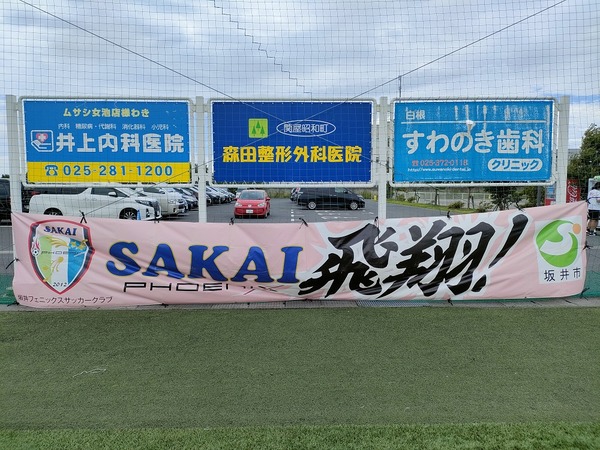 ムサシ女池店様わき
内科 糖尿病・代謝科 消化器科 小児科
井上内科医院
☎025-281-1200
関屋昭和町
森田整形外科医院
白根
すわのき歯科
☎025-372-0118
クリニック
SAKAI
PHOENIX
2012
SAKAI
PHOENIX
飛翔!
坂井フェニックスサッカークラブ
坂井市